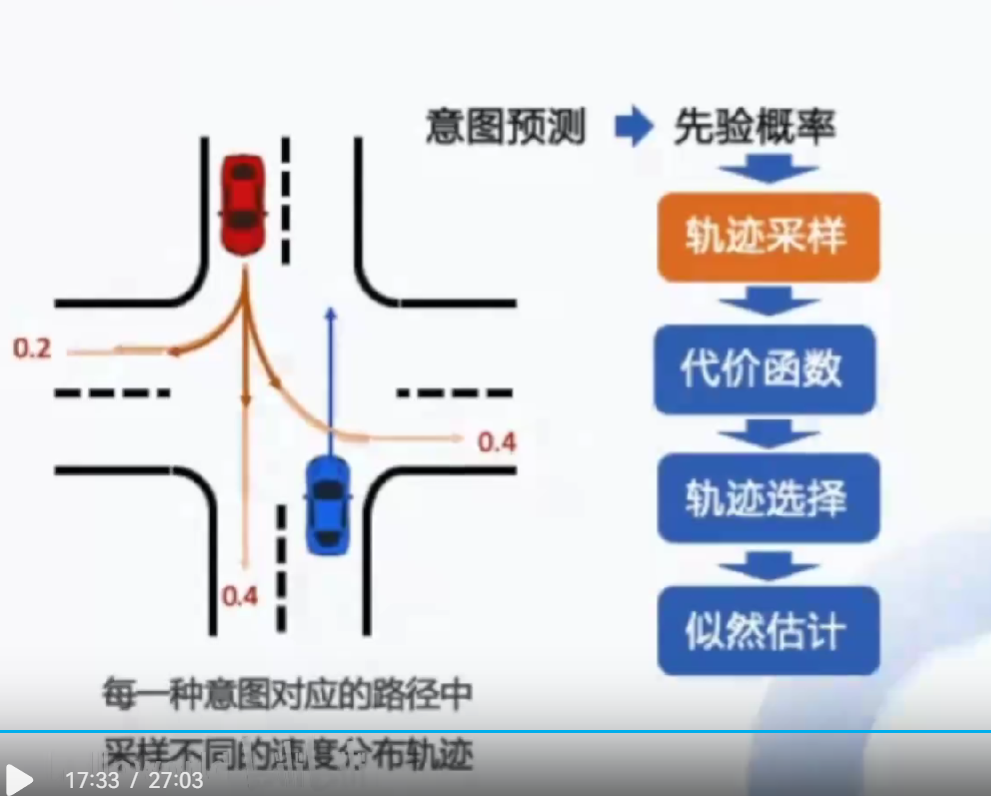 意图预测
先验概率
轨迹采样
0.2
代价函数
0.4
轨迹选择
0.4
似然估计
每一种意图对应的路径中
采样不同的速度分布轨迹
17:33 / 27:03